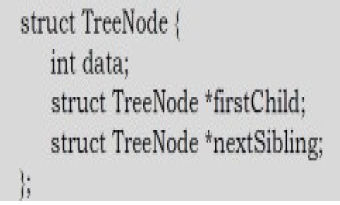 struct TreeNode {
int data;
struct TreeNode *firstChild;
struct TreeNode *nextSibling;
};